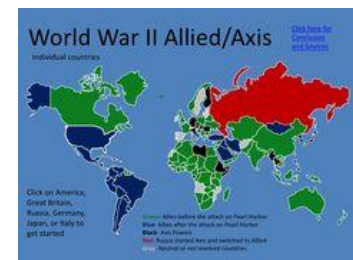 World War II Allied/Axis
Click here for
Conclusion
and Sources
Individual countries
Click on America,
Great Britain,
Russia, Germany,
Japan, or Italy to
get started
Green- Allies before the attack on Pearl Harbor
Blue- Allies after the attack on Pearl Harbor
Black- Axis Powers
Red- Russia started Axis and switched to Allied
Grey- Neutral or not involved countries